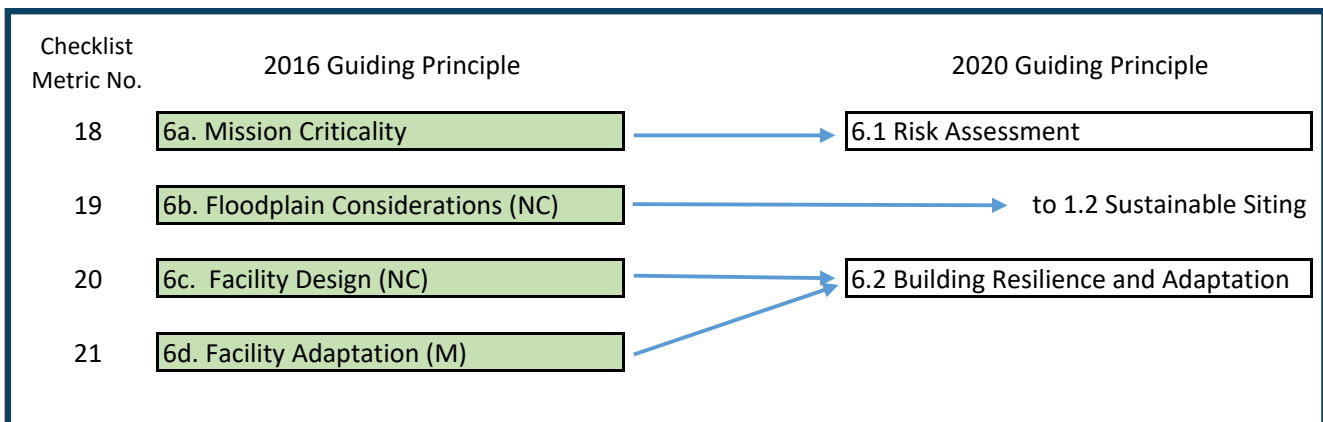 Checklist
Metric No.
2016 Guiding Principle
2020 Guiding Principle
18
6a. Mission Criticality
6.1 Risk Assessment
19
6b. Floodplain Considerations (NC)
to 1.2 Sustainable Siting
20
6c.  Facility Design (NC)
6.2 Building Resilience and Adaptation
21
6d. Facility Adaptation (M)